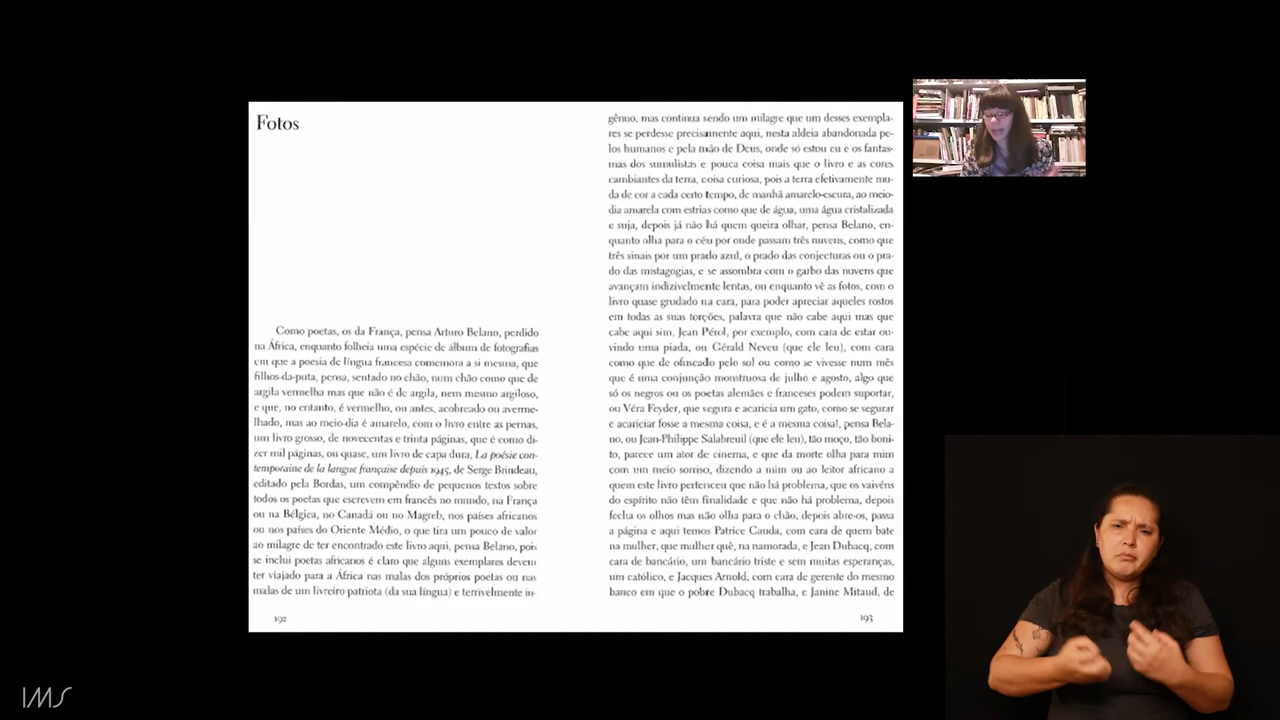 Fotos
Como poetas, os da França, pensa Arturo Belano, perdido
na África, enquanto folheia uma espécie de álbum de fotografias
em que a poesia de língua francesa comemora a si mesma, que
filhos-da-puta, pensa, sentado no chão, num chão como que de
argila vermelha mas que não é de argila, nem mesmo argiloso,
e que, no entanto, é vermelho, ou antes, acobreado ou averme-
lhado, mas ao meio-dia é amarelo, com o livro entre as pernas,
um livro grosso, de novecentas e trinta páginas, que é como di-
zer mil páginas, ou quase, um livro de capa dura, La poésie con-
temporaine de la langue française depuis 1945, de Serge Brindeau,
editado pela Bordas, um compêndio de pequenos textos sobre
todos os poetas que escrevem em francês no mundo, na França
ou na Bélgica, no Canadá ou no Magreb, nos países africanos
ou nos países do Oriente Médio, o que tira um pouco de valor
ao milagre de ter encontrado este livro aqui, pensa Belano, pois
se inclui poetas africanos é claro que alguns exemplares devem
ter viajado para a África nas malas dos próprios poetas ou nas
malas de um livreiro patriota (da sua língua) e terrivelmente in-
192
gênuo, mas continua sendo um milagre que um desses exempla-
res se perdesse precisamente aqui, nesta aldeia abandonada pe-
los humanos e pela mão de Deus, onde só estou eu e os fantas-
mas dos sumulistas e pouca coisa mais que o livro e as cores
cambiantes da terra, coisa curiosa, pois a terra efetivamente mu-
da de cor a cada certo tempo, de manhã amarelo-escura, ao meio-
dia amarela com estrias como que de água, uma água cristalizada
e suja, depois já não há quem queira olhar, pensa Belano, en-
quanto olha para o céu por onde passam três nuvens, como que
três sinais por um prado azul, o prado das conjecturas ou o pra-
do das mistagogias, e se assombra com o garbo das nuvens que
avançam indizivelmente lentas, ou enquanto vê as fotos, com o
livro quase grudado na cara, para poder apreciar aqueles rostos
em todas as suas torções, palavra que não cabe aqui mas que
cabe aqui sim, Jean Pérol, por exemplo, com cara de estar ou-
vindo uma piada, ou Gérald Neveu (que ele leu), com cara
como que de ofuscado pelo sol ou como se vivesse num mês
que é uma conjunção monstruosa de julho e agosto, algo que
só os negros ou os poetas alemães e franceses podem suportar,
ou Véra Feyder, que segura e acaricia um gato, como se segurar
e acariciar fosse a mesma coisa, e é a mesma coisa!, pensa Bela-
no, ou Jean-Philippe Salabreuil (que ele leu), tão moço, tão boni-
to, parece um ator de cinema, e que da morte olha para mim
com um meio sorriso, dizendo a mim ou ao leitor africano a
quem este livro pertenceu que não há problema, que os vaivéns
do espírito não têm finalidade e que não há problema, depois
fecha os olhos mas não olha para o chão, depois abre-os, passa
a página e aqui temos Patrice Cauda, com cara de quem bate
na mulher, que mulher quê, na namorada, e Jean Dubacq, com
cara de bancário, um bancário triste e sem muitas esperanças,
um católico, e Jacques Arnold, com cara de gerente do mesmo
banco em que o pobre Dubacq trabalha, e Janine Mitaud, de
193
IMS